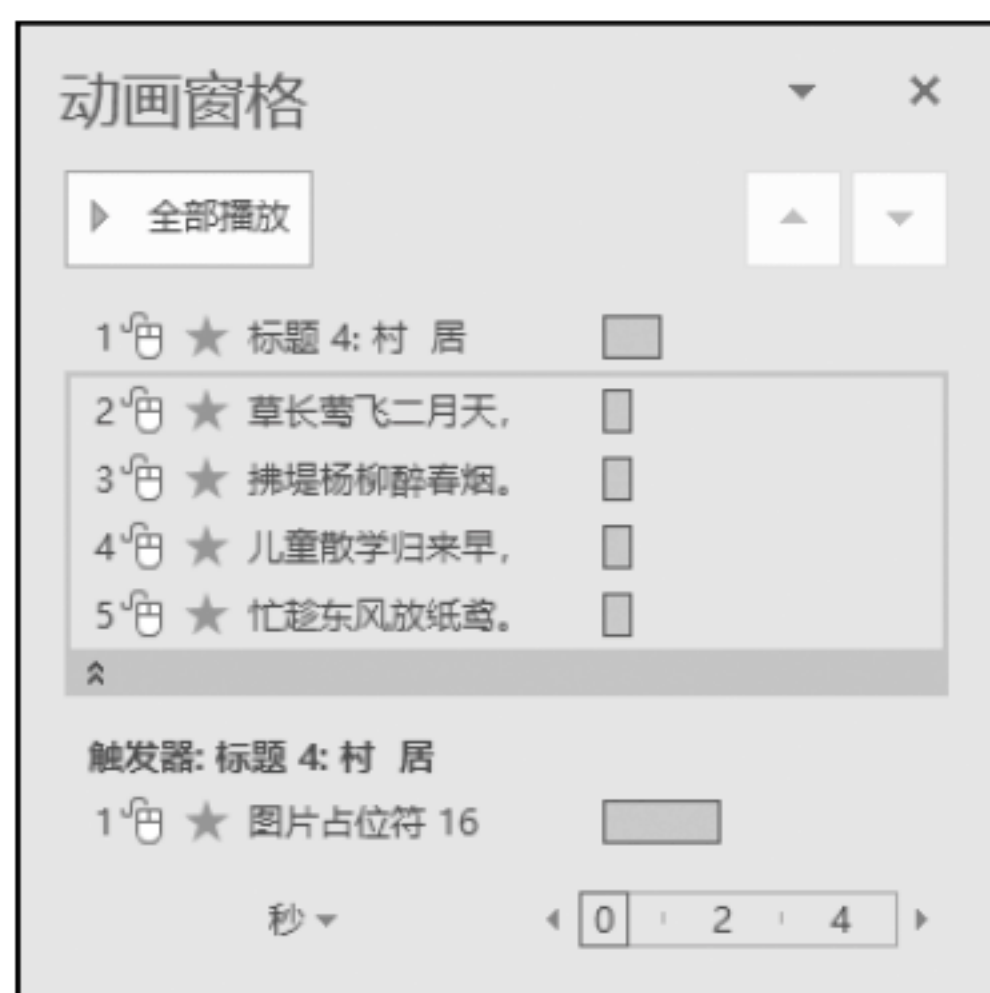 动画窗格
全部播放
1 标题 4: 村 居
2 草长莺飞二月天,
3 拂堤杨柳醉春烟。
4 儿童散学归来早,
5 忙趁东风放纸鸢。
触发器: 标题 4: 村 居
1 图片占位符 16
秒 0 2 4